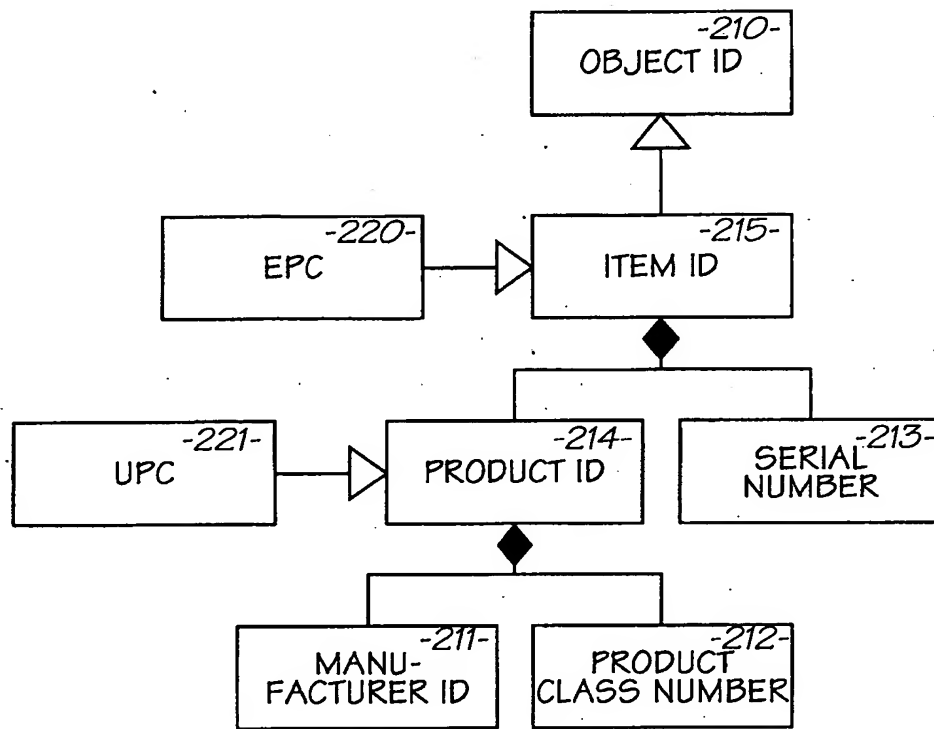 -210-
OBJECT ID
-220-
EPC
-215-
ITEM ID
-221-
UPC
-214-
PRODUCT ID
-213-
SERIAL
NUMBER
-211-
MANU-
FACTURER ID
-212-
PRODUCT
CLASS NUMBER